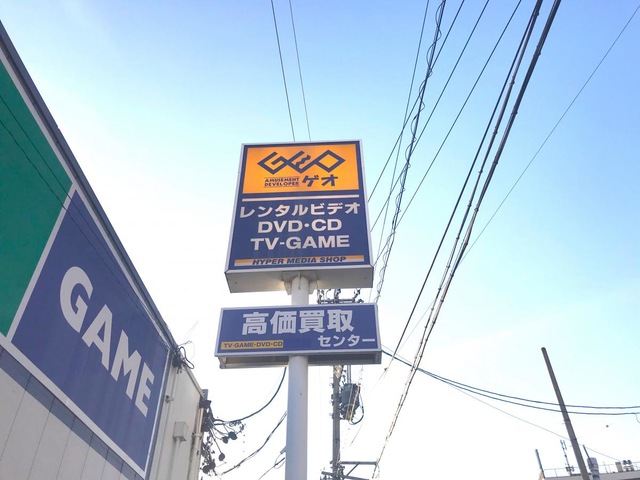 GEO
AMUSEMENT
DEVELOPER
ゲオ
レンタルビデオ
DVD・CD
TV-GAME
HYPER MEDIA SHOP
高価買取
センター
TV-GAME・DVD・CD
GAME